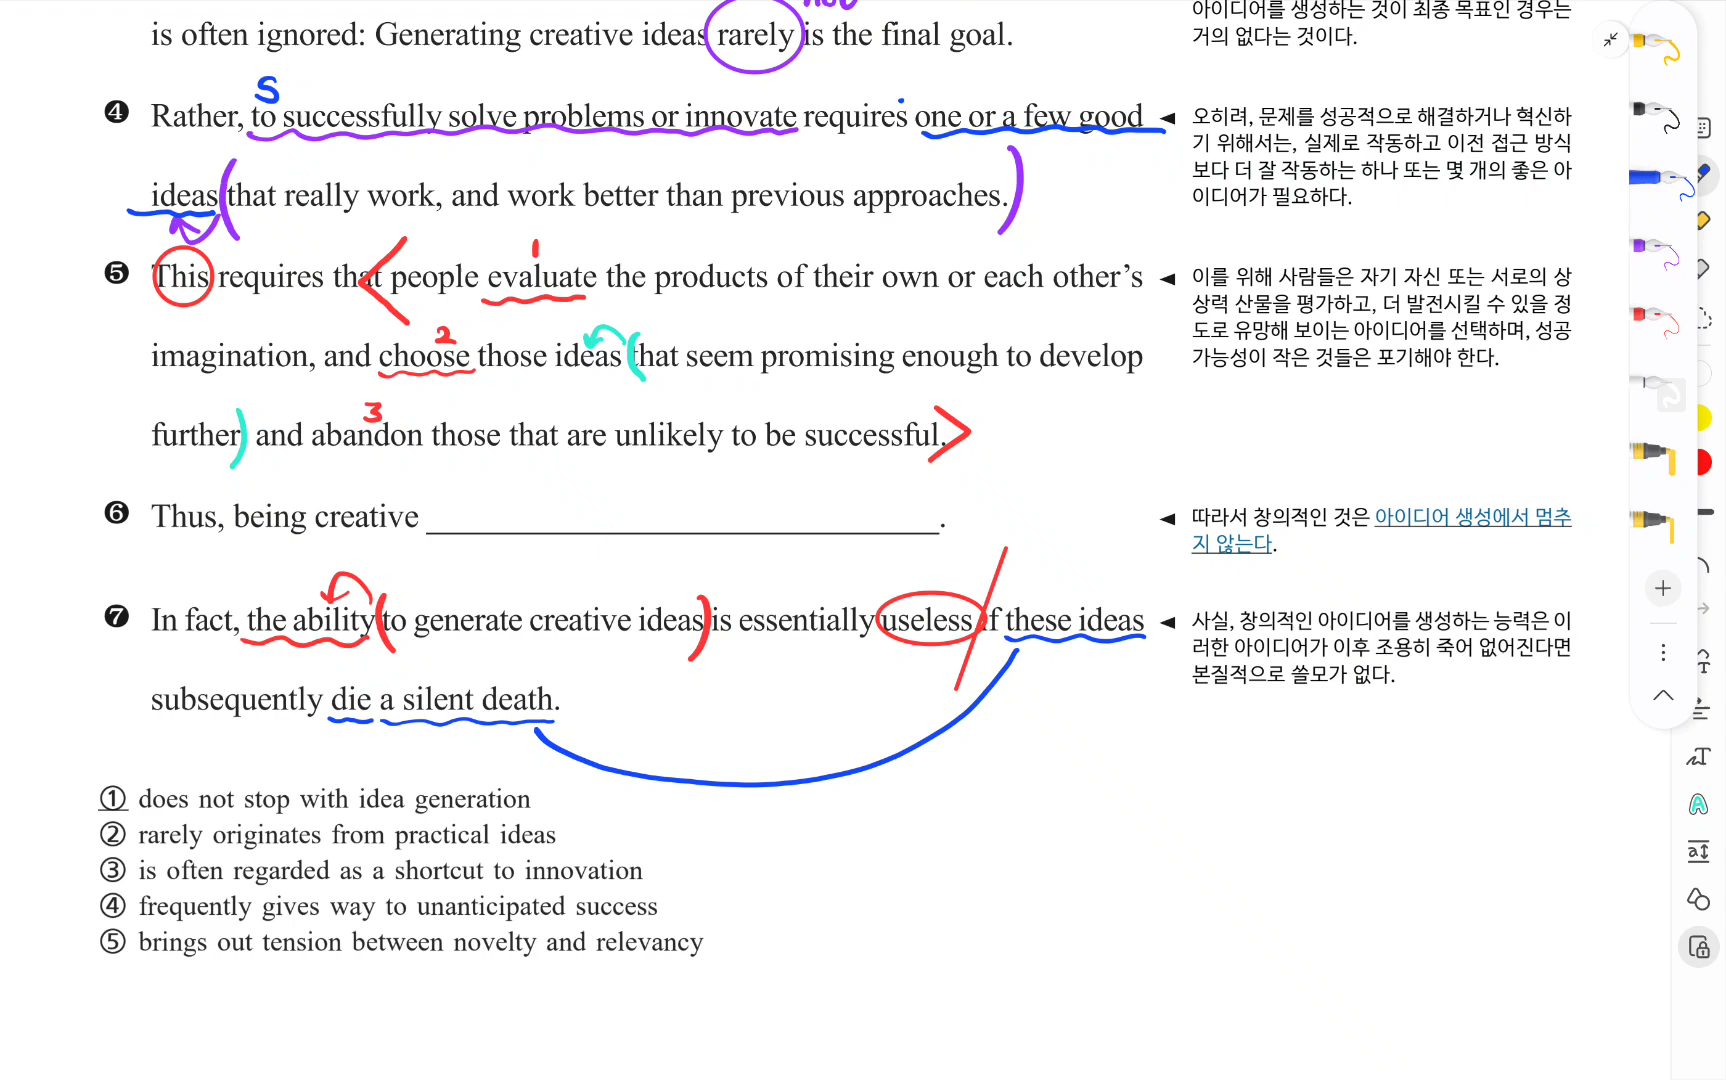 is often ignored: Generating creative ideas rarely is the final goal.
아이디어를 생성하는 것이 최종 목표인 경우는
거의 없다는 것이다.
S
❹ Rather, to successfully solve problems or innovate requires one or a few good
ideas that really work, and work better than previous approaches.
◄ 오히려, 문제를 성공적으로 해결하거나 혁신하
기 위해서는, 실제로 작동하고 이전 접근 방식
보다 더 잘 작동하는 하나 또는 몇 개의 좋은 아
이디어가 필요하다.
1
❺ This requires that people evaluate the products of their own or each other's
2
imagination, and choose those ideas that seem promising enough to develop
3
further and abandon those that are unlikely to be successful.
◄ 이를 위해 사람들은 자기 자신 또는 서로의 상
상력 산물을 평가하고, 더 발전시킬 수 있을 정
도로 유망해 보이는 아이디어를 선택하며, 성공
가능성이 작은 것들은 포기해야 한다.
❻ Thus, being creative ______________________________.
◄ 따라서 창의적인 것은 아이디어 생성에서 멈추
지 않는다.
❼ In fact, the ability to generate creative ideas is essentially useless if these ideas
subsequently die a silent death.
◄ 사실, 창의적인 아이디어를 생성하는 능력은 이
러한 아이디어가 이후 조용히 죽어 없어진다면
본질적으로 쓸모가 없다.
① does not stop with idea generation
② rarely originates from practical ideas
③ is often regarded as a shortcut to innovation
④ frequently gives way to unanticipated success
⑤ brings out tension between novelty and relevancy